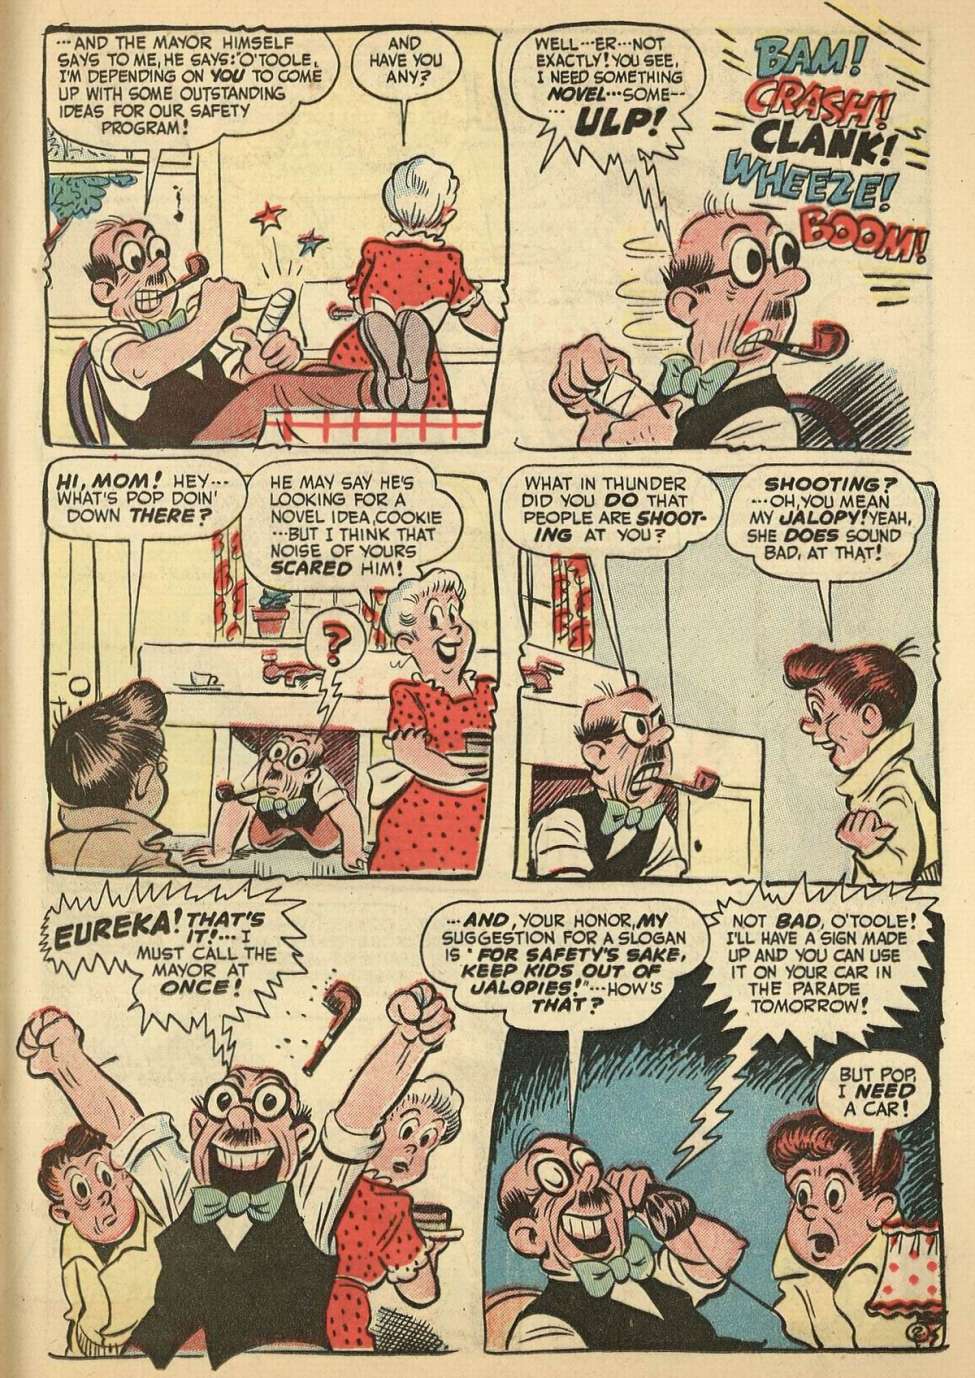 ...AND THE MAYOR HIMSELF
SAYS TO ME, HE SAYS: "O'TOOLE,
I'M DEPENDING ON YOU TO COME
UP WITH SOME OUTSTANDING
IDEAS FOR OUR SAFETY
PROGRAM!
AND
HAVE YOU
ANY?
WELL...ER...NOT
EXACTLY! YOU SEE,
I NEED SOMETHING
NOVEL...SOME--
... ULP!
BAM!
CRASH!
CLANK!
WHEEZE!
BOOM!
HI, MOM! HEY...
WHAT'S POP DOIN'
DOWN THERE?
HE MAY SAY HE'S
LOOKING FOR A
NOVEL IDEA, COOKIE
...BUT I THINK THAT
NOISE OF YOURS
SCARED HIM!
?
WHAT IN THUNDER
DID YOU DO THAT
PEOPLE ARE SHOOT-
ING AT YOU?
SHOOTING?
...OH, YOU MEAN
MY JALOPY! YEAH,
SHE DOES SOUND
BAD, AT THAT!
EUREKA! THAT'S
IT!...I
MUST CALL THE
MAYOR AT
ONCE!
...AND, YOUR HONOR, MY
SUGGESTION FOR A SLOGAN
IS "FOR SAFETY'S SAKE,
KEEP KIDS OUT OF
JALOPIES!"...HOW'S
THAT?
NOT BAD, O'TOOLE!
I'LL HAVE A SIGN MADE
UP AND YOU CAN USE
IT ON YOUR CAR IN
THE PARADE
TOMORROW!
BUT POP,
I NEED
A CAR!
2